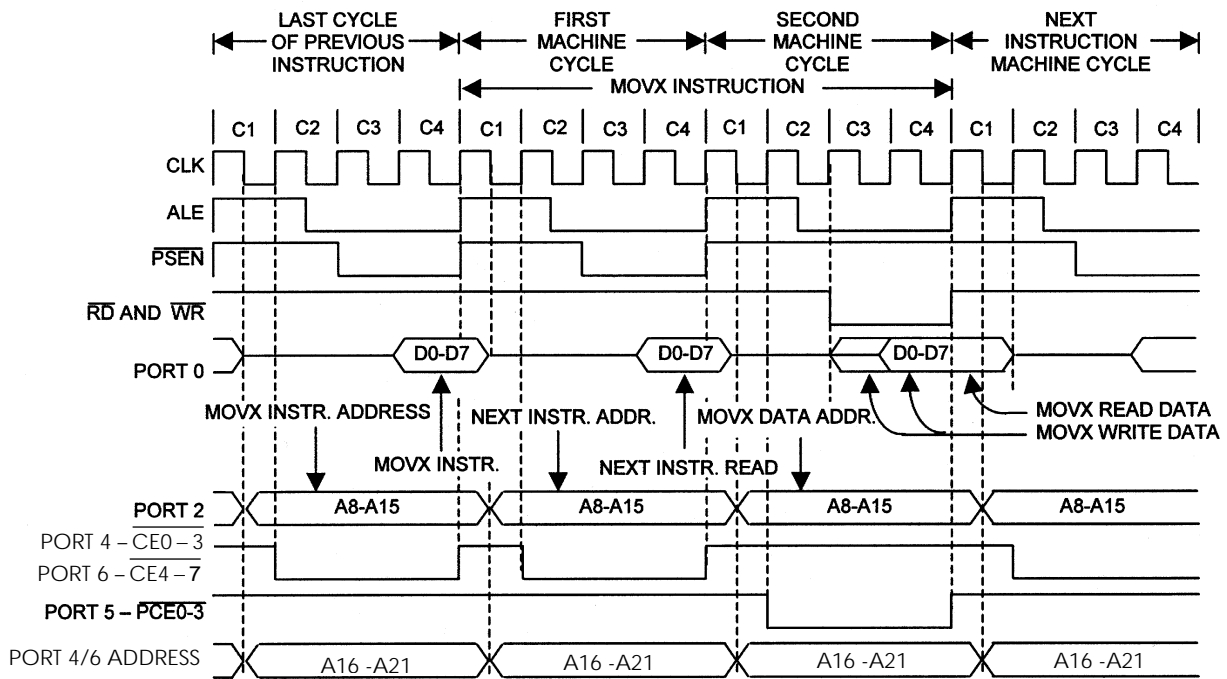 LAST CYCLE
OF PREVIOUS
INSTRUCTION
FIRST
MACHINE
CYCLE
SECOND
MACHINE
CYCLE
NEXT
INSTRUCTION
MACHINE CYCLE
MOVX INSTRUCTION
C1 C2 C3 C4 C1 C2 C3 C4 C1 C2 C3 C4 C1 C2 C3 C4
CLK
ALE
PSEN
RD AND WR
PORT 0
D0-D7 D0-D7 D0-D7
MOVX INSTR. ADDRESS
NEXT INSTR. ADDR.
MOVX DATA ADDR.
MOVX READ DATA
MOVX WRITE DATA
MOVX INSTR.
NEXT INSTR. READ
PORT 2
A8-A15 A8-A15 A8-A15 A8-A15
PORT 4 – CE0 – 3
PORT 6 – CE4 – 7
PORT 5 – PCE0-3
PORT 4/6 ADDRESS
A16 -A21 A16 -A21 A16 -A21 A16 -A21